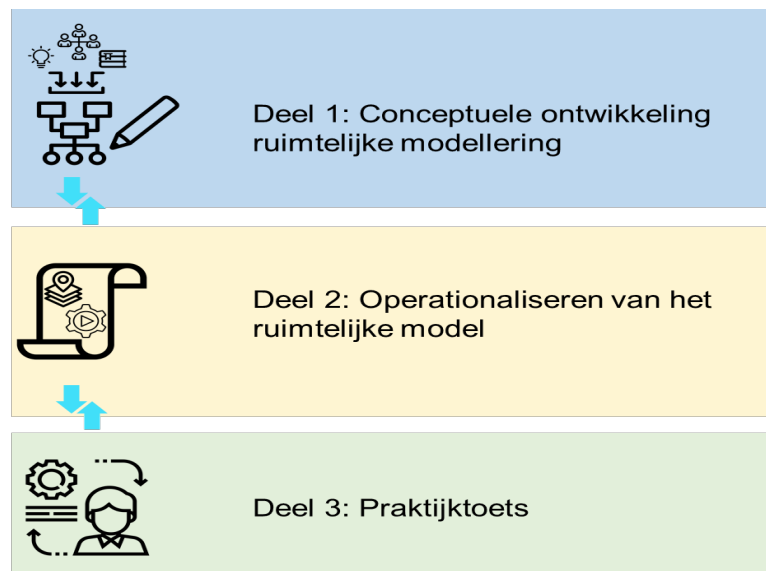 Deel 1: Conceptuele ontwikkeling
ruimtelijke modellering
Deel 2: Operationaliseren van het
ruimtelijke model
Deel 3: Praktijktoets